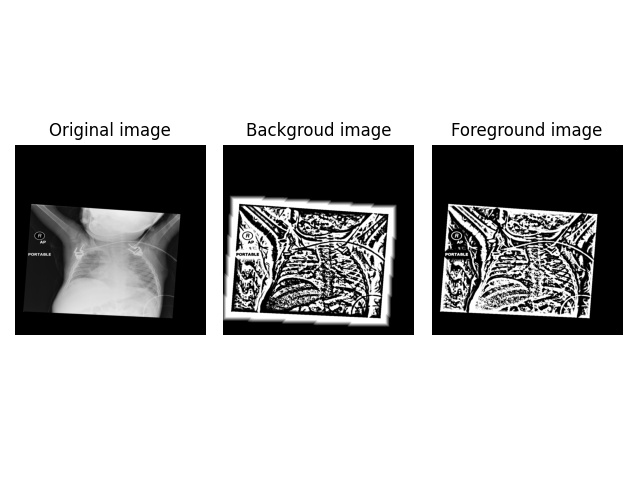 Original image
Backgroud image
Foreground image
R
AP
PORTABLE
R
AP
PORTABLE
R
AP
PORTABLE